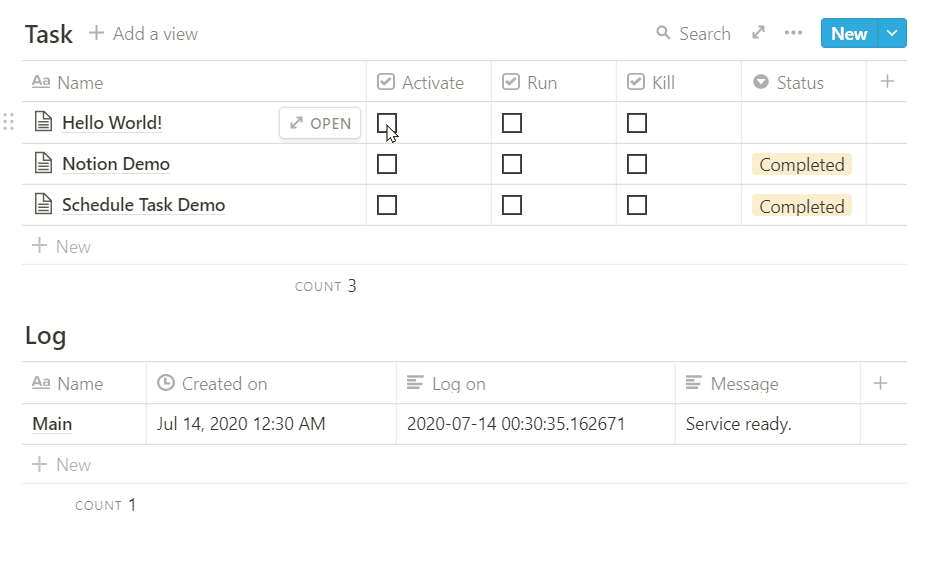 Task Add a view Search New
Aa Name Activate Run Kill Status
Hello World! OPEN
Notion Demo Completed
Schedule Task Demo Completed
New
COUNT 3
Log
Aa Name Created on Log on Message
Main Jul 14, 2020 12:30 AM 2020-07-14 00:30:35.162671 Service ready.
New
COUNT 1